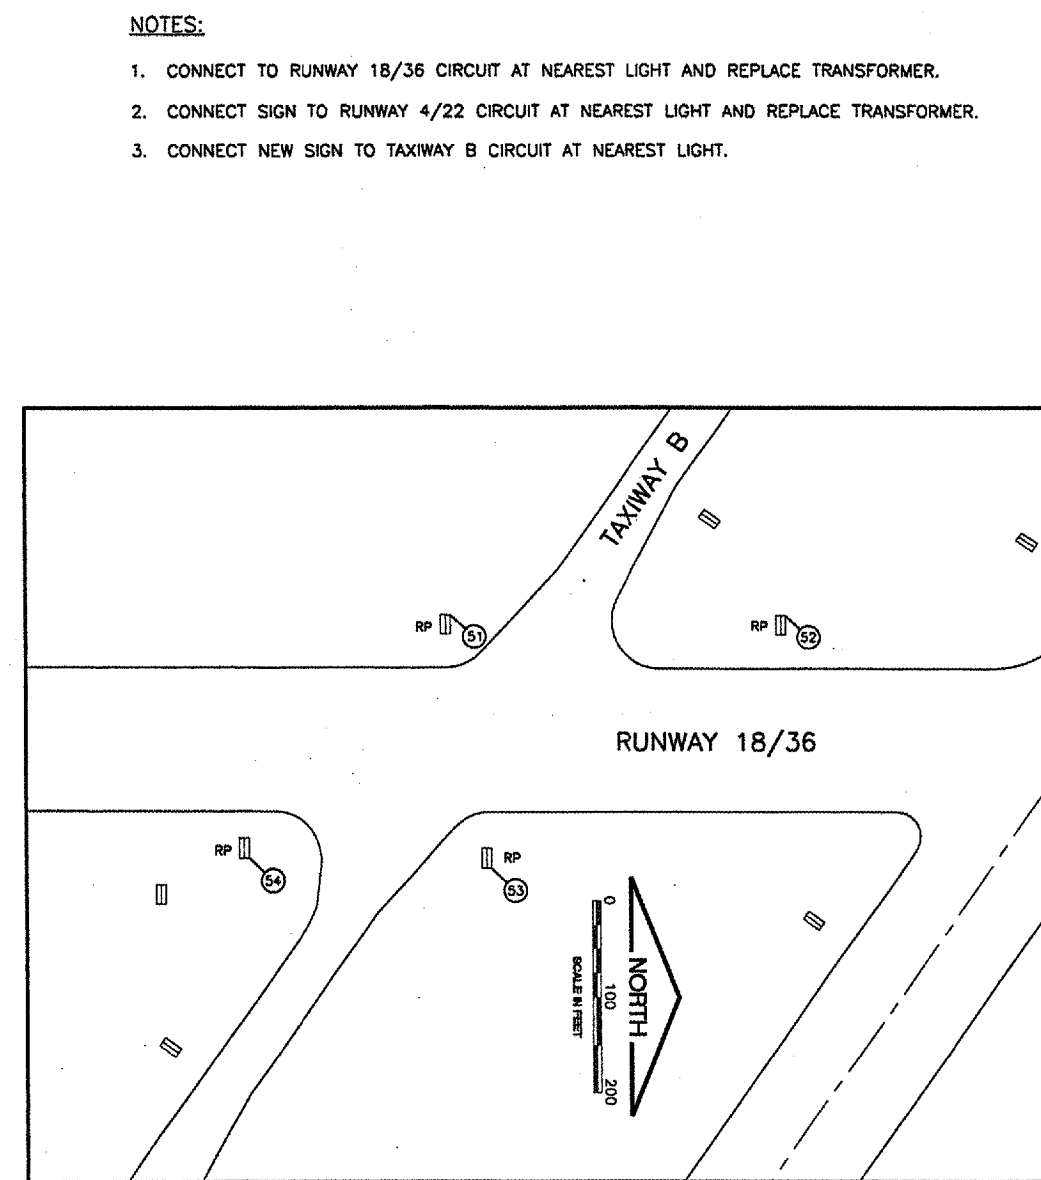 NOTES:
1. CONNECT TO RUNWAY 18/36 CIRCUIT AT NEAREST LIGHT AND REPLACE TRANSFORMER.
2. CONNECT SIGN TO RUNWAY 4/22 CIRCUIT AT NEAREST LIGHT AND REPLACE TRANSFORMER.
3. CONNECT NEW SIGN TO TAXIWAY B CIRCUIT AT NEAREST LIGHT.
TAXIWAY B
RP
51
RP
52
RUNWAY 18/36
RP
54
RP
53
0
100
200
SCALE IN FEET
NORTH